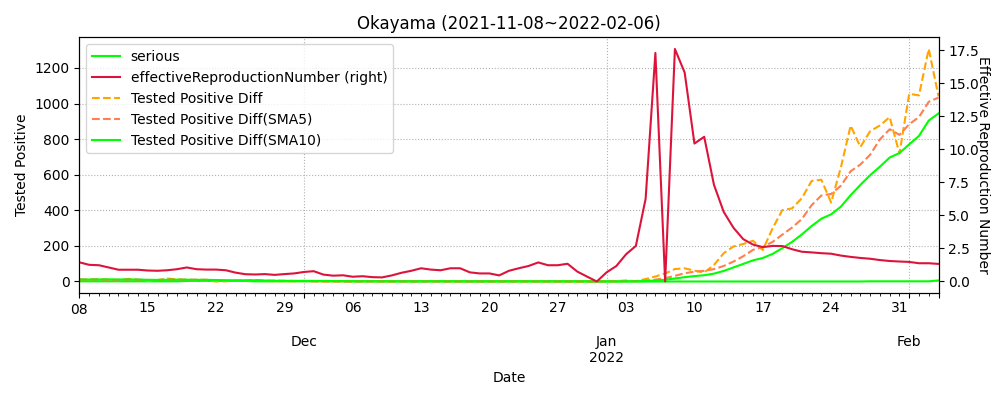 Okayama (2021-11-08~2022-02-06)
serious
effectiveReproductionNumber (right)
Tested Positive Diff
Tested Positive Diff(SMA5)
Tested Positive Diff(SMA10)
Tested Positive
1200
1000
800
600
400
200
0
17.5
15.0
12.5
10.0
7.5
5.0
2.5
0.0
Effective Reproduction Number
08 15 22 29 06 13 20 27 03 10 17 24 31
Dec Jan Feb
2022
Date